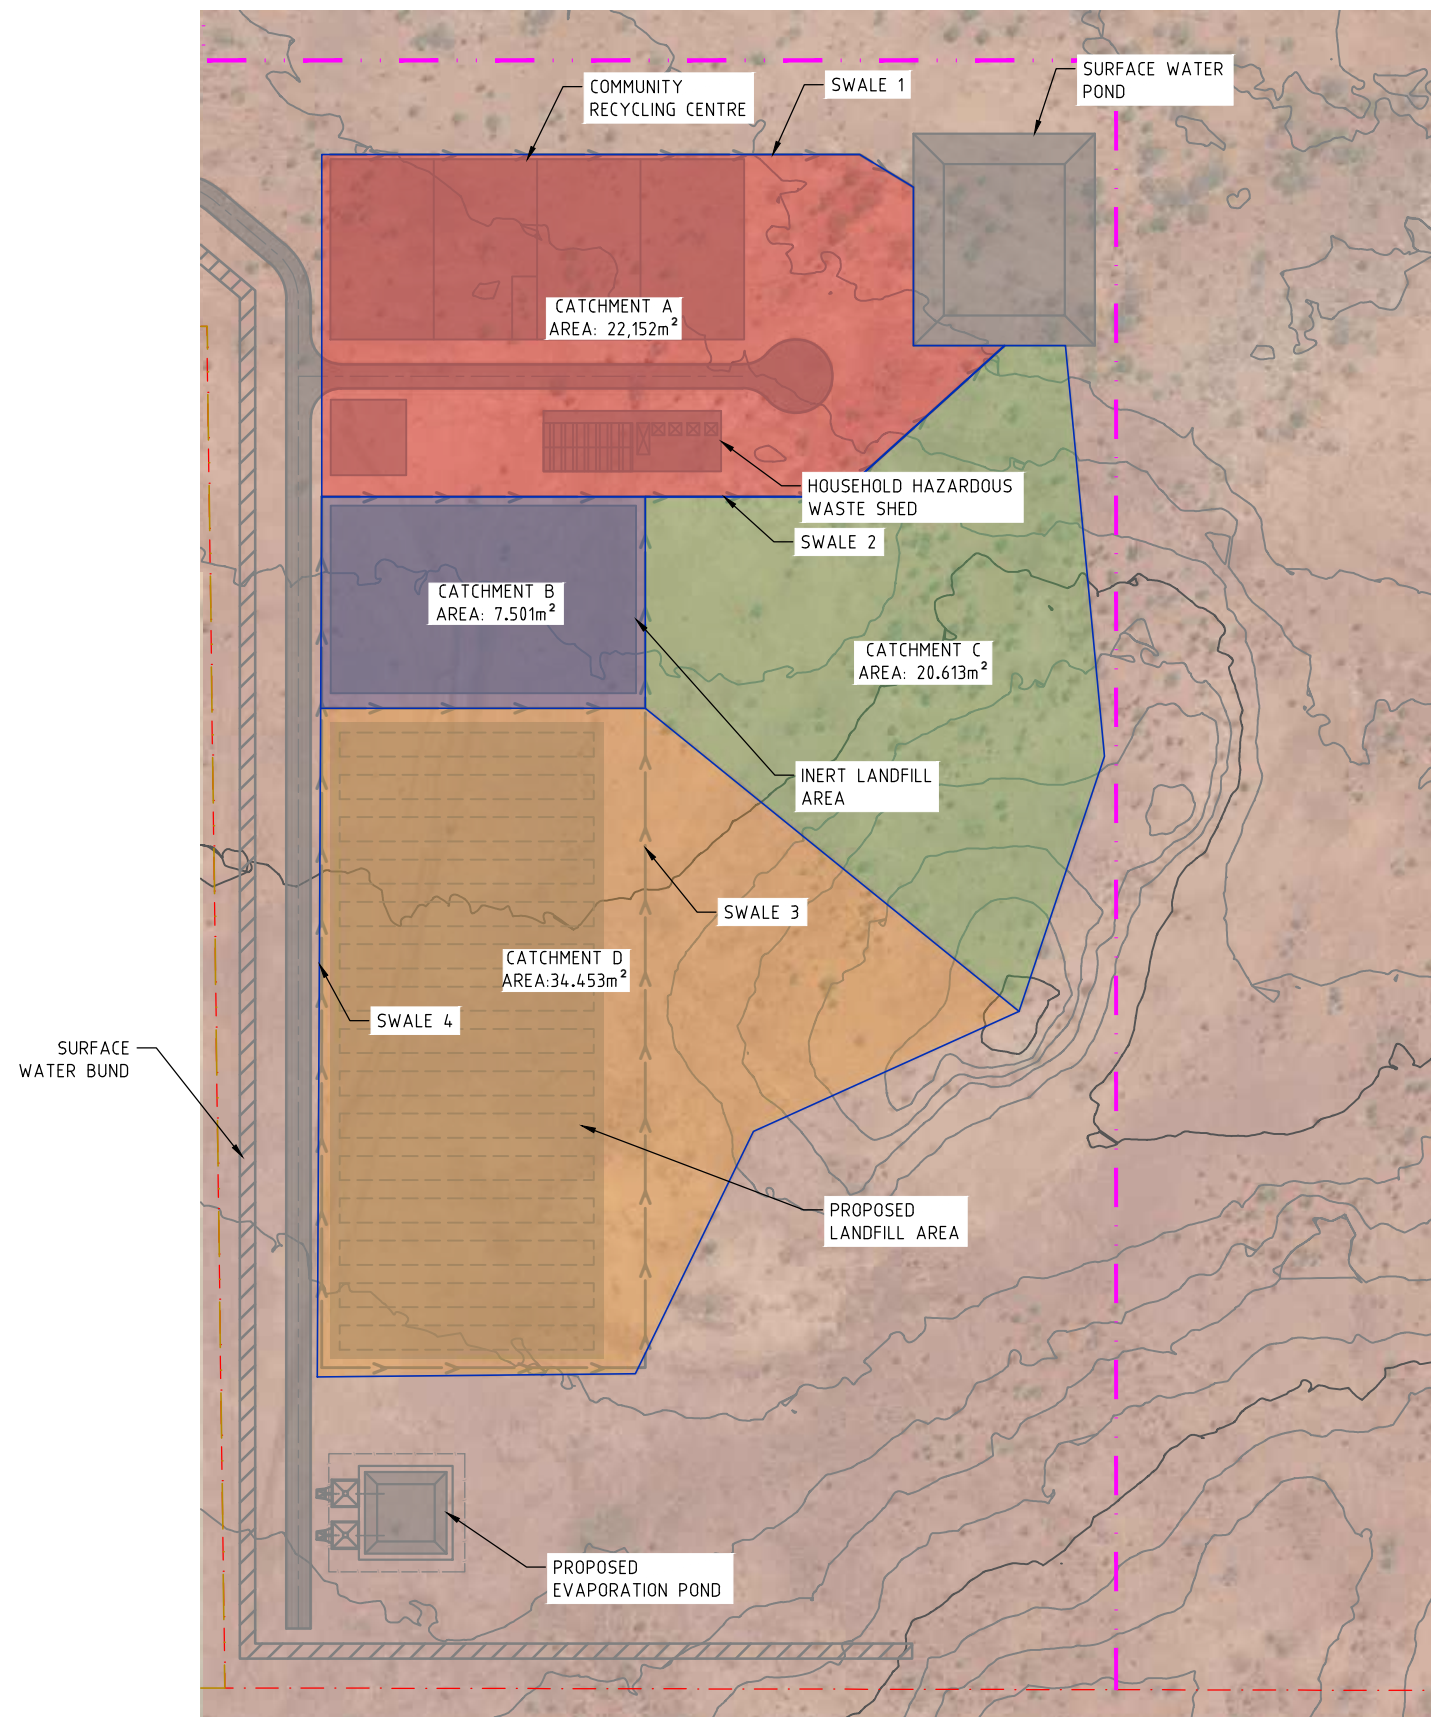 COMMUNITY
RECYCLING CENTRE
SWALE 1
SURFACE WATER
POND
CATCHMENT A
AREA: 22,152m²
HOUSEHOLD HAZARDOUS
WASTE SHED
SWALE 2
CATCHMENT B
AREA: 7.501m²
CATCHMENT C
AREA: 20.613m²
INERT LANDFILL
AREA
SWALE 3
CATCHMENT D
AREA:34.453m²
SWALE 4
SURFACE
WATER BUND
PROPOSED
LANDFILL AREA
PROPOSED
EVAPORATION POND